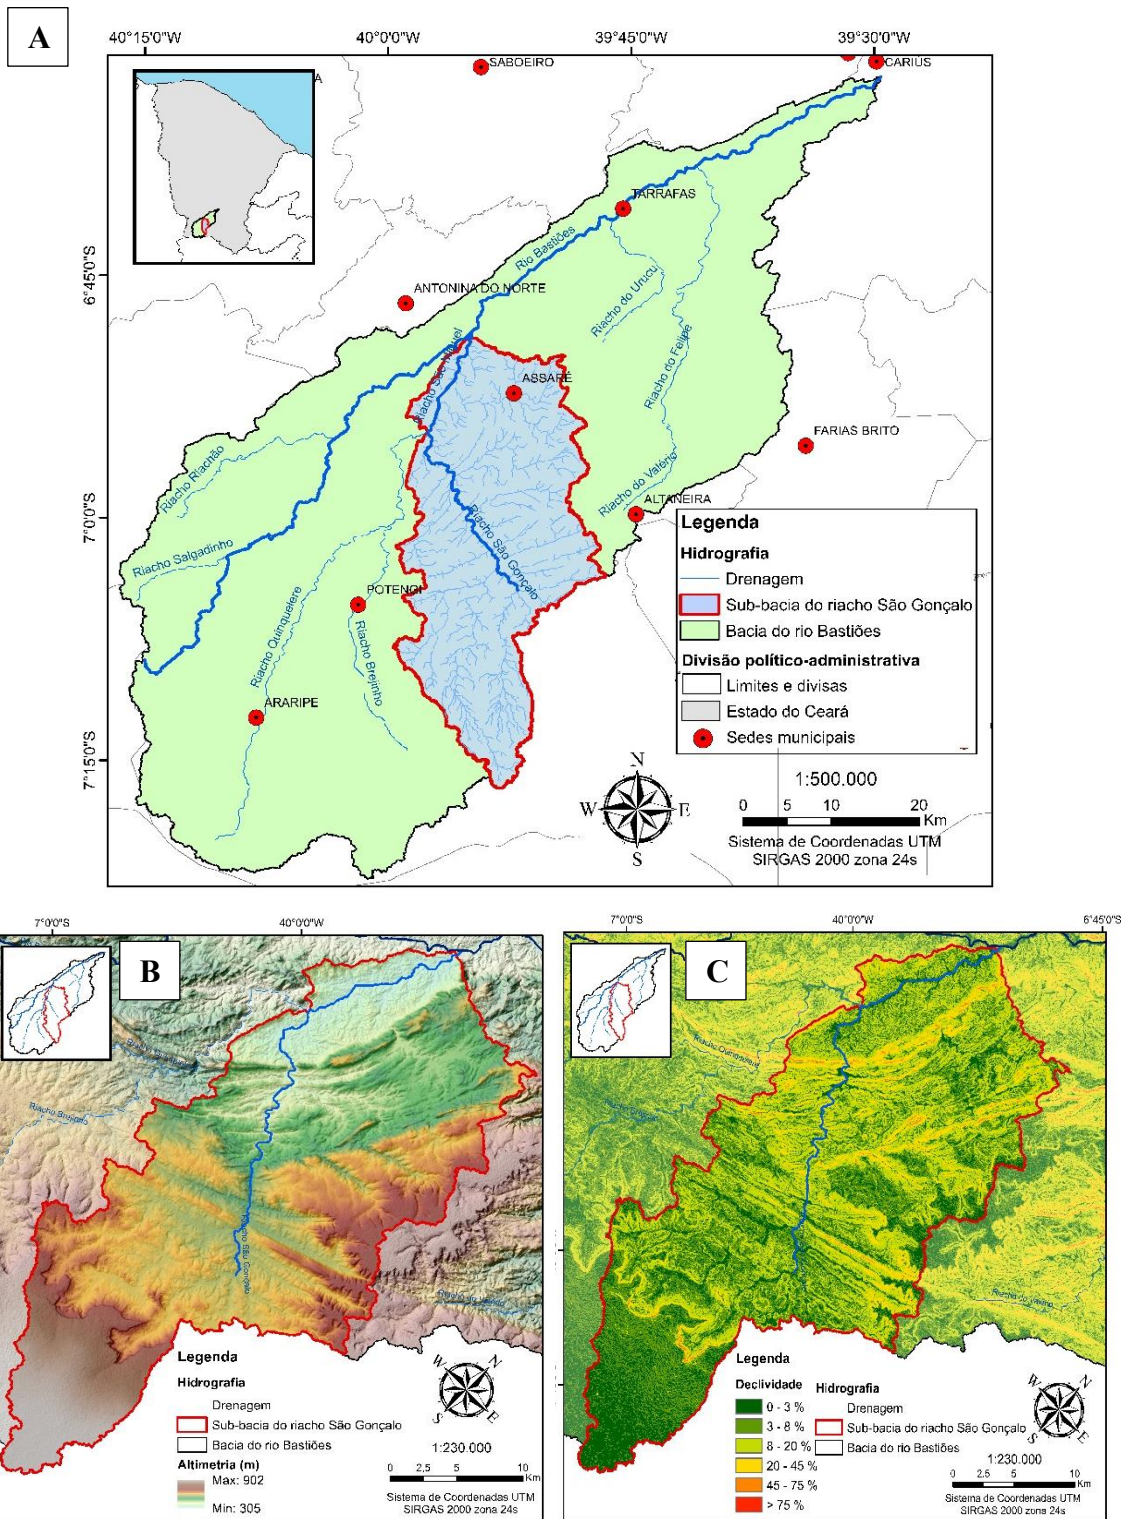 A
40°15'0"W
40°0'0"W
39°45'0"W
39°30'0"W
A
SABOEIRO
CARIÚS
TARRAFAS
Rio Bastiões
6°45'0"S
ANTONINA DO NORTE
Riacho do Urucu
Riacho São Miguel
Riacho do Felipe
ASSARÉ
FARIAS BRITO
Riacho Riachão
Riacho do Valério
ALTANEIRA
7°0'0"S
Riacho São Gonçalo
Riacho Salgadinho
POTENGI
Riacho Quinquelere
Riacho Brejinho
ARARIPE
7°15'0"S
Legenda
Hidrografia
Drenagem
Sub-bacia do riacho São Gonçalo
Bacia do rio Bastiões
Divisão político-administrativa
Limites e divisas
Estado do Ceará
Sedes municipais
N
W E
S
1:500.000
0 5 10 20
Km
Sistema de Coordenadas UTM
SIRGAS 2000 zona 24s
7°0'0"S
40°0'0"W
B
Riacho Brejinho
Riacho São Gonçalo
Legenda
Hidrografia
Drenagem
Sub-bacia do riacho São Gonçalo
Bacia do rio Bastiões
Altimetria (m)
Max: 902
Min: 305
W N
S E
1:230.000
0 2,5 5 10
Km
Sistema de Coordenadas UTM
SIRGAS 2000 zona 24s
7°0'0"S
40°0'0"W
6°45'0"S
C
Legenda
Declividade
0 - 3 %
3 - 8 %
8 - 20 %
20 - 45 %
45 - 75 %
> 75 %
Hidrografia
Drenagem
Sub-bacia do riacho São Gonçalo
Bacia do rio Bastiões
W N
S E
1:230.000
0 2,5 5 10
Km
Sistema de Coordenadas UTM
SIRGAS 2000 zona 24s